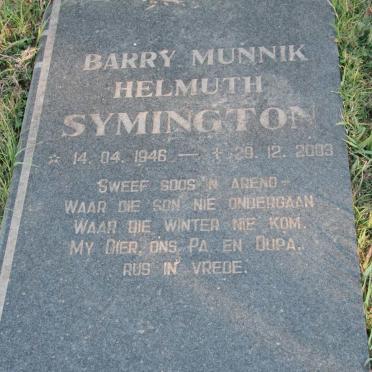 BARRY MUNNIK
HELMUTH
SYMINGTON
* 14. 04. 1946 — + 29. 12. 2003
SWEEF SOOS 'N AREND -
WAAR DIE SON NIE ONDERGAAN
WAAR DIE WINTER NIE KOM.
MY DIER, ONS PA EN OUPA.
RUS IN VREDE.